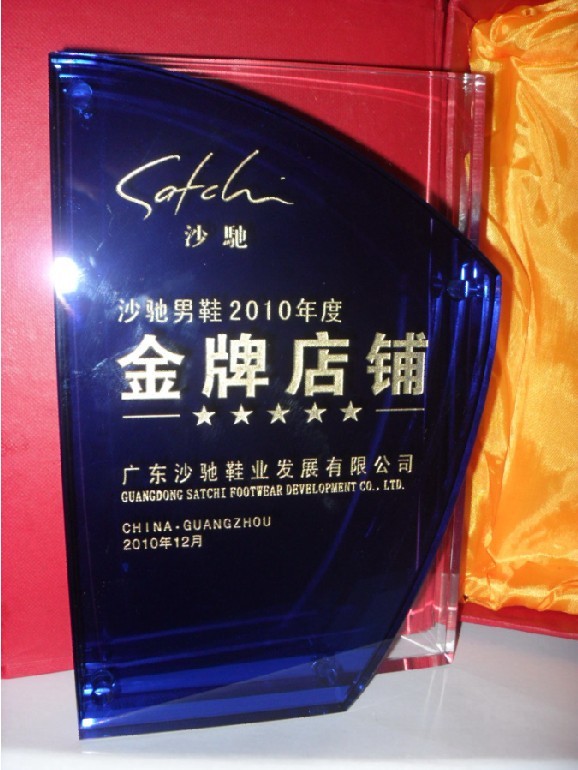 Satchi
沙馳
沙驰男鞋2010年度
金牌店铺
广东沙驰鞋业发展有限公司
GUANGDONG SATCHI FOOTWEAR DEVELOPMENT CO., LTD.
CHINA·GUANGZHOU
2010年12月